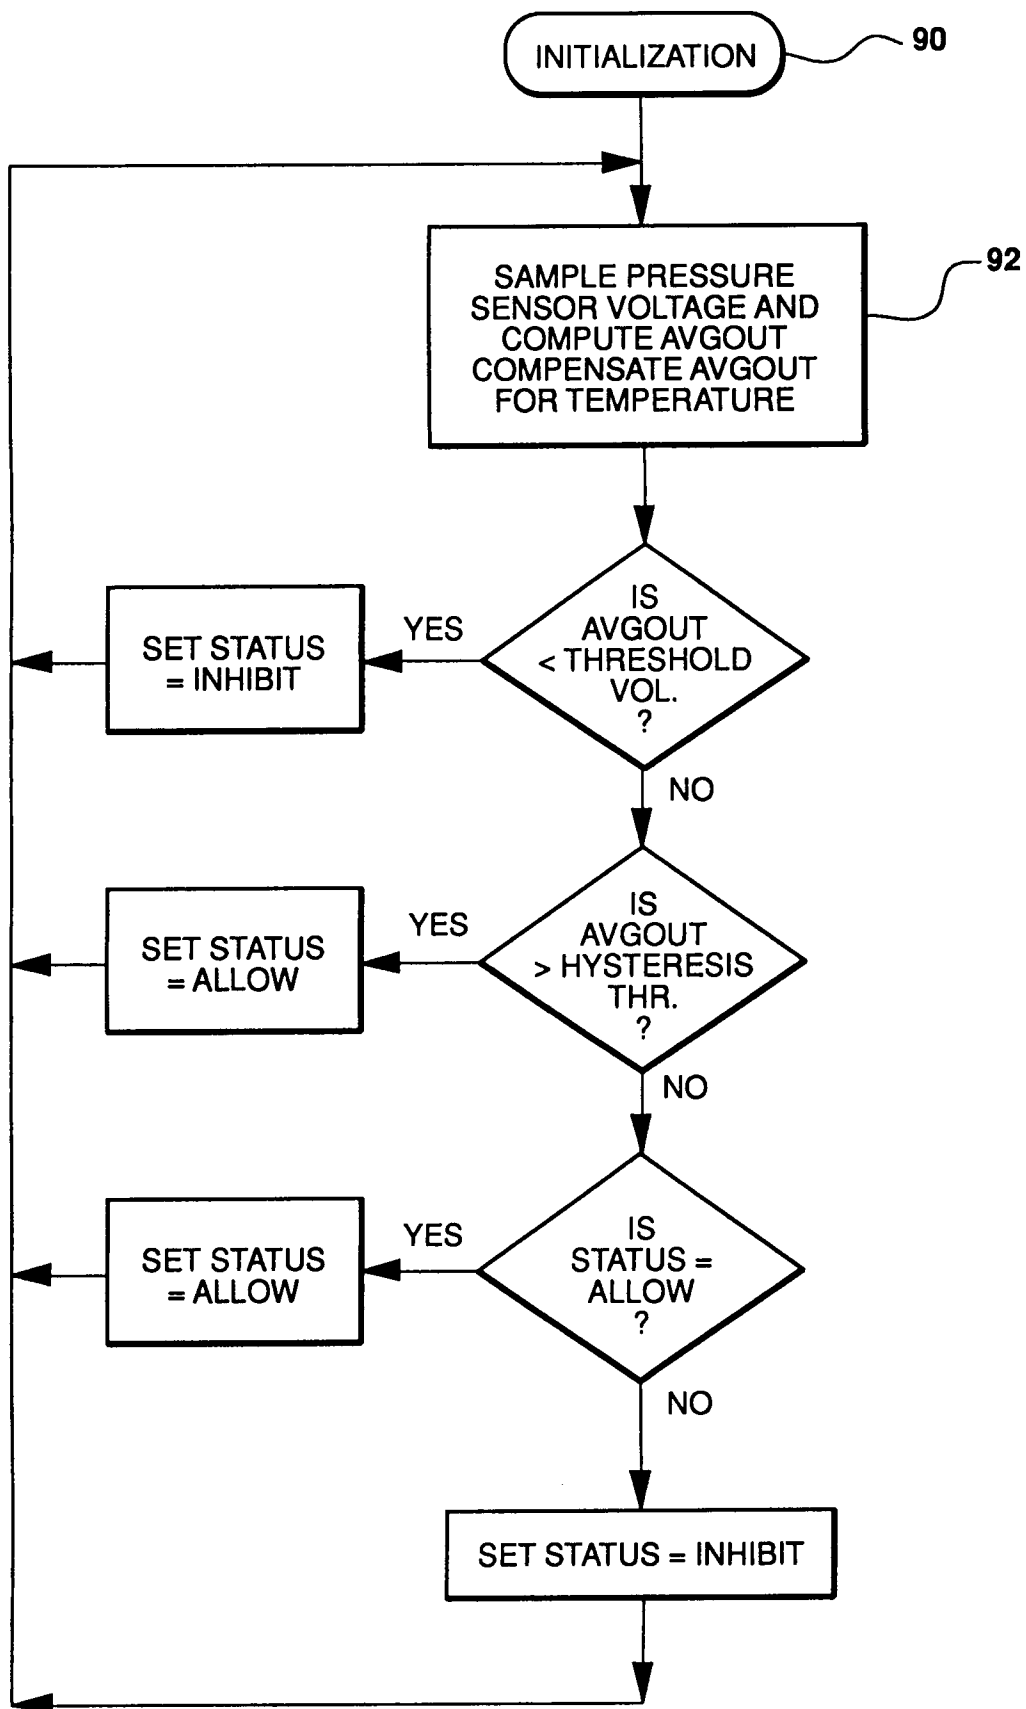 INITIALIZATION
90
SAMPLE PRESSURE
SENSOR VOLTAGE AND
COMPUTE AVGOUT
COMPENSATE AVGOUT
FOR TEMPERATURE
92
IS
AVGOUT
< THRESHOLD
VOL.
?
YES
SET STATUS
= INHIBIT
NO
IS
AVGOUT
> HYSTERESIS
THR.
?
YES
SET STATUS
= ALLOW
NO
IS
STATUS =
ALLOW
?
YES
SET STATUS
= ALLOW
NO
SET STATUS = INHIBIT